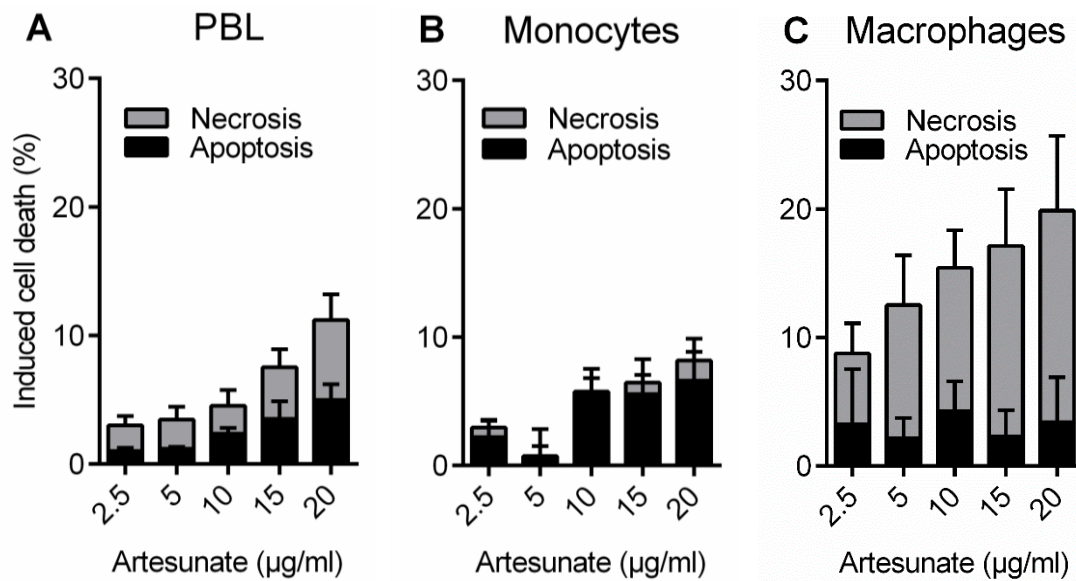 A PBL
Induced cell death (%)
30
20
10
0
Necrosis
Apoptosis
2.5 5 10 15 20
Artesunate (µg/ml)
B Monocytes
30
20
10
0
Necrosis
Apoptosis
2.5 5 10 15 20
Artesunate (µg/ml)
C Macrophages
30
20
10
0
Necrosis
Apoptosis
2.5 5 10 15 20
Artesunate (µg/ml)